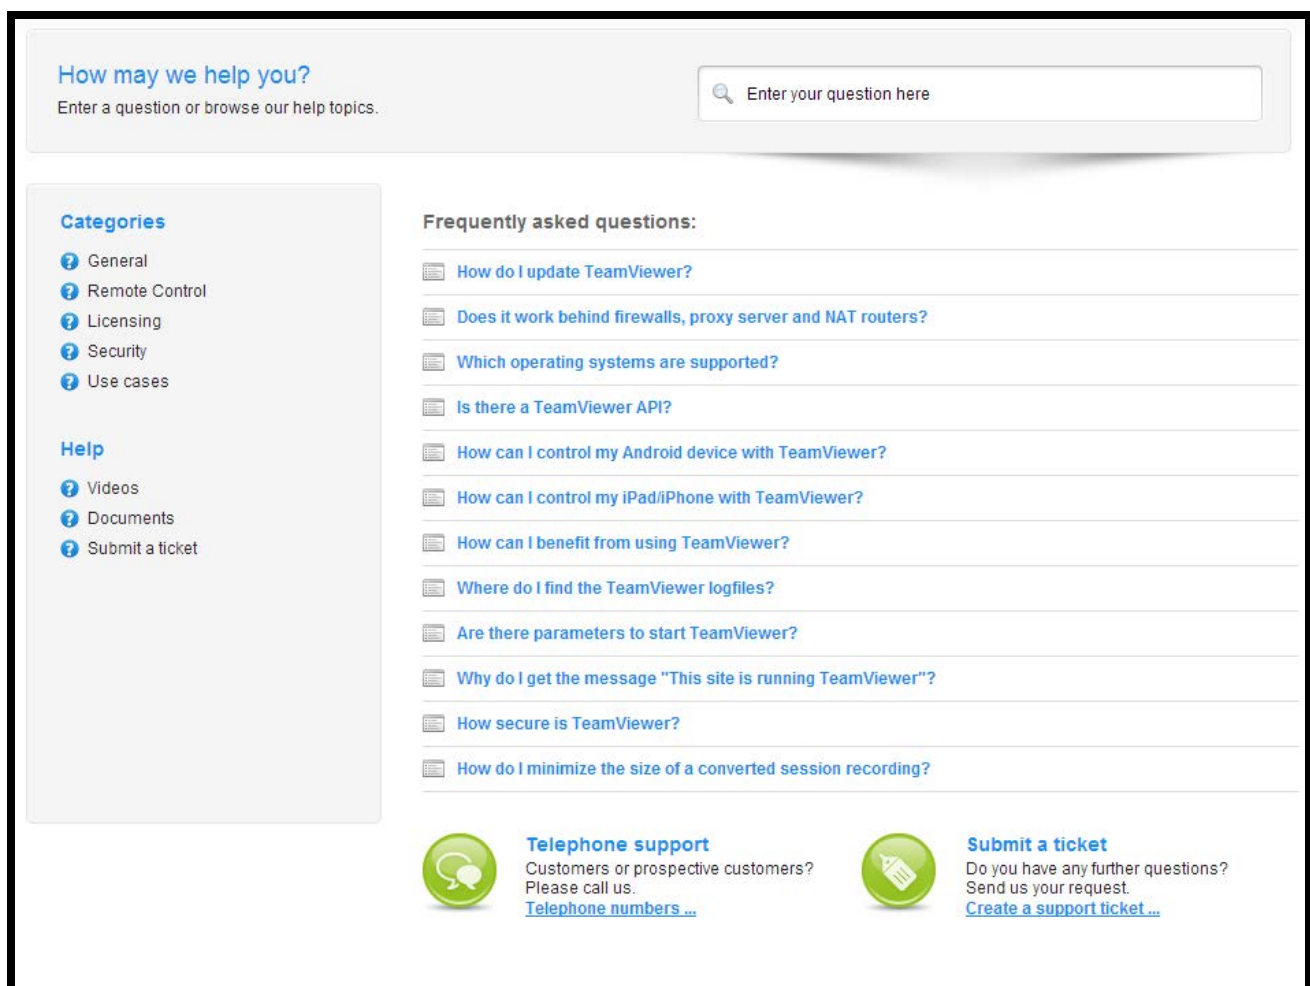 How may we help you?
Enter a question or browse our help topics.
Enter your question here
Categories
General
Remote Control
Licensing
Security
Use cases
Help
Videos
Documents
Submit a ticket
Frequently asked questions:
How do I update TeamViewer?
Does it work behind firewalls, proxy server and NAT routers?
Which operating systems are supported?
Is there a TeamViewer API?
How can I control my Android device with TeamViewer?
How can I control my iPad/iPhone with TeamViewer?
How can I benefit from using TeamViewer?
Where do I find the TeamViewer logfiles?
Are there parameters to start TeamViewer?
Why do I get the message "This site is running TeamViewer"?
How secure is TeamViewer?
How do I minimize the size of a converted session recording?
Telephone support
Customers or prospective customers?
Please call us.
Telephone numbers ...
Submit a ticket
Do you have any further questions?
Send us your request.
Create a support ticket ...